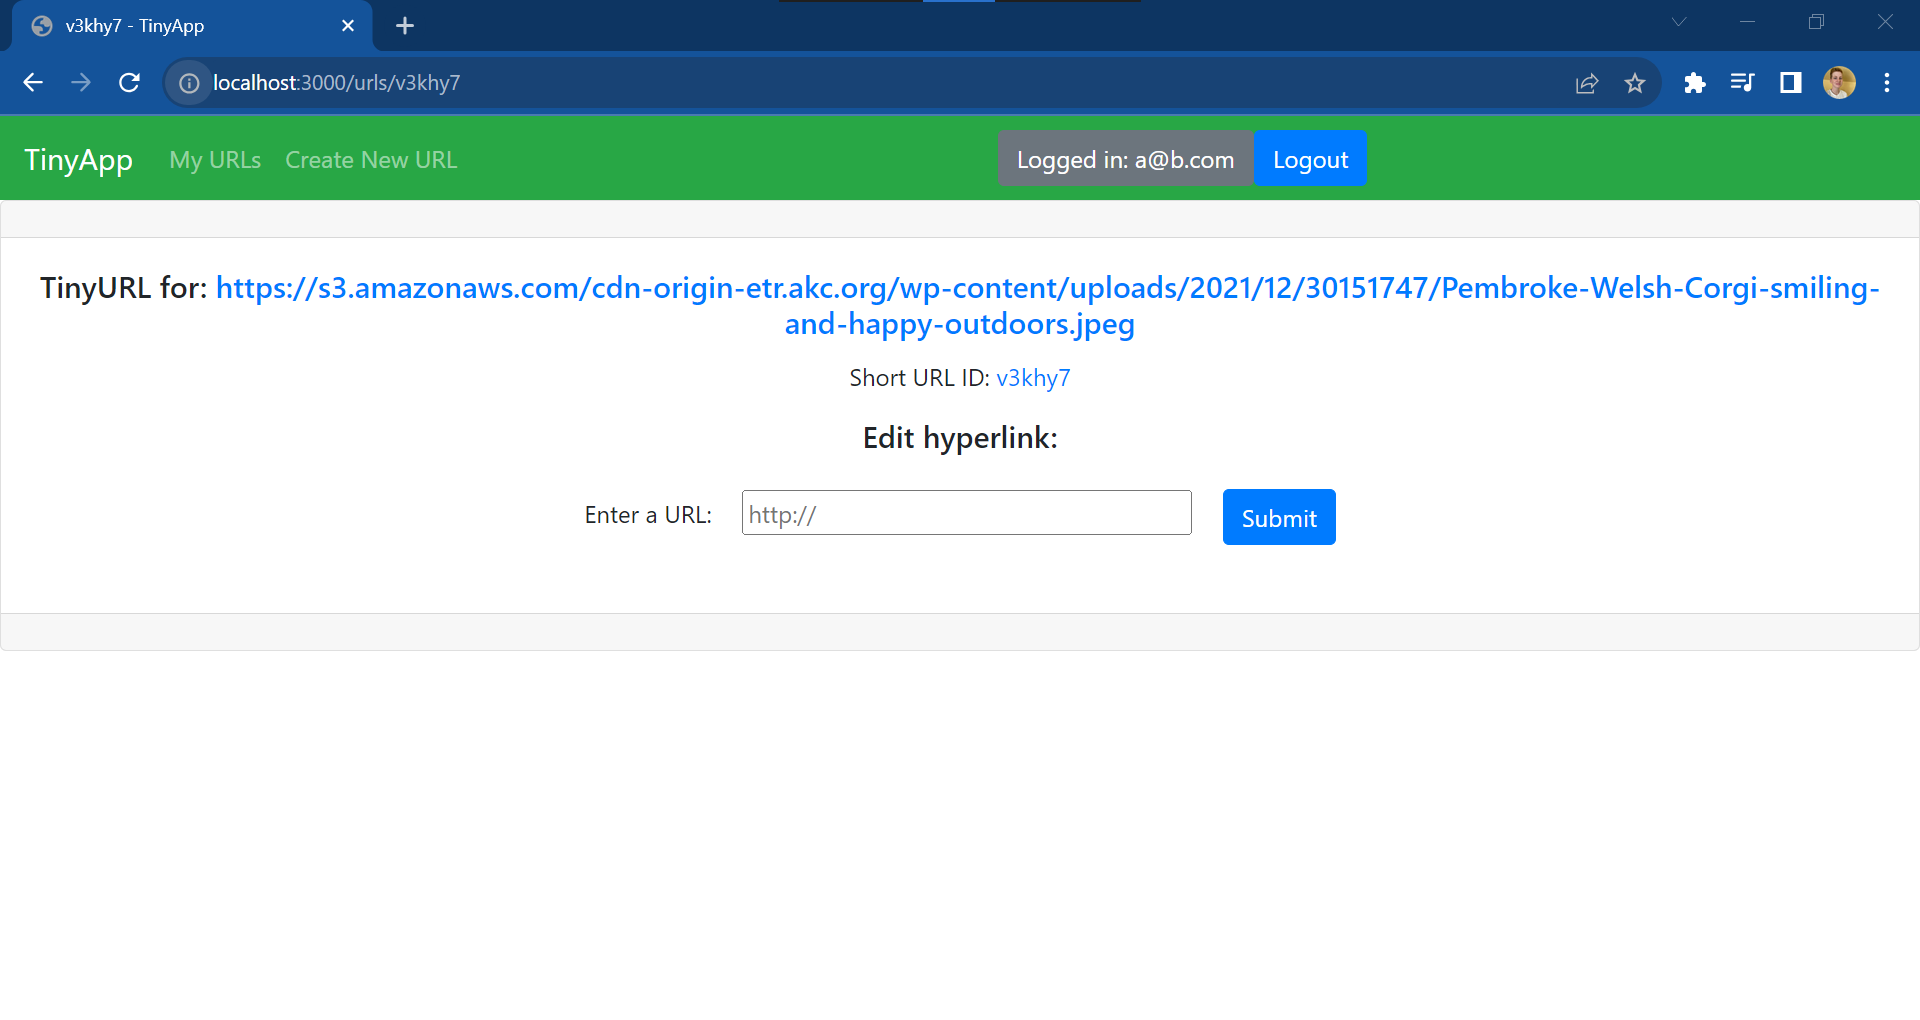 v3khy7 - TinyApp
localhost:3000/urls/v3khy7
TinyApp My URLs Create New URL Logged in: a@b.com Logout
TinyURL for: https://s3.amazonaws.com/cdn-origin-etr.akc.org/wp-content/uploads/2021/12/30151747/Pembroke-Welsh-Corgi-smiling-
and-happy-outdoors.jpeg
Short URL ID: v3khy7
Edit hyperlink:
Enter a URL: http:// Submit